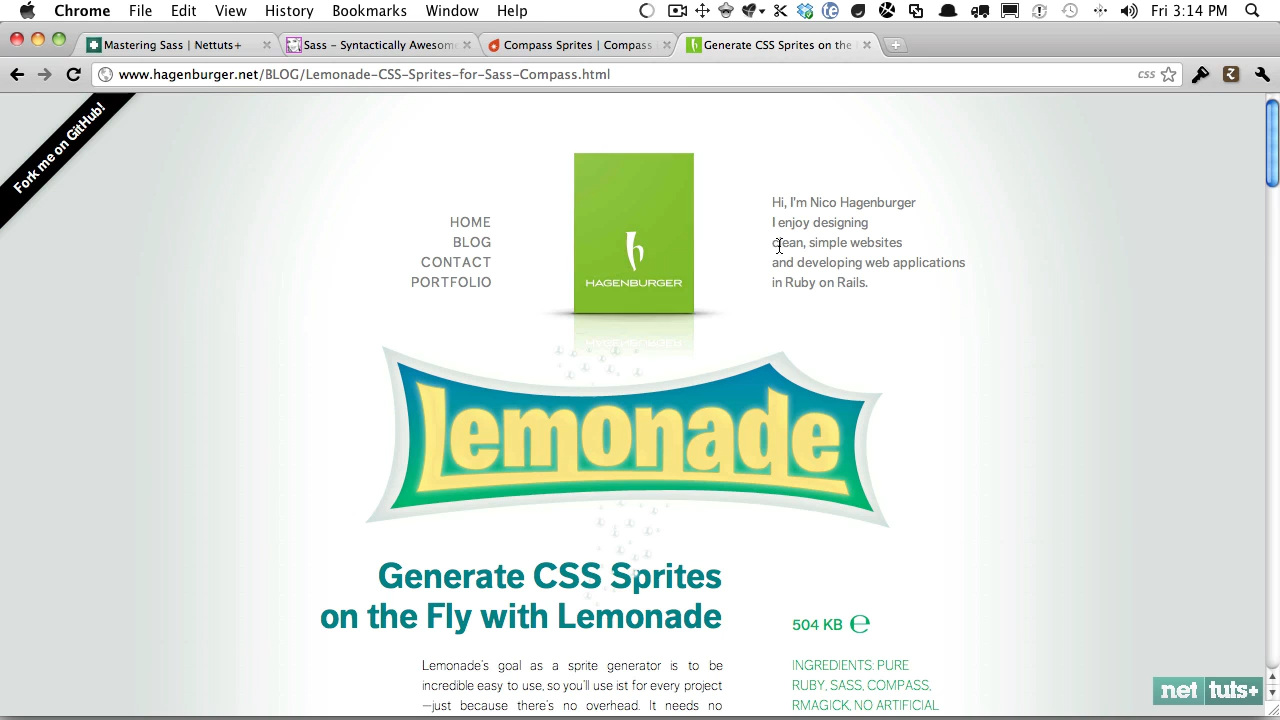 Chrome File Edit View History Bookmarks Window Help Fri 3:14 PM
Mastering Sass | Nettuts+
Sass - Syntactically Awesom
Compass Sprites | Compass
Generate CSS Sprites on the
www.hagenburger.net/BLOG/Lemonade-CSS-Sprites-for-Sass-Compass.html
css
Fork me on GitHub!
HOME
BLOG
CONTACT
PORTFOLIO
h
HAGENBURGER
Hi, I'm Nico Hagenburger
I enjoy designing
clean, simple websites
and developing web applications
in Ruby on Rails.
Lemonade
Generate CSS Sprites
on the Fly with Lemonade
504 KB e
Lemonade's goal as a sprite generator is to be
incredible easy to use, so you'll use ist for every project
—just because there's no overhead. It needs no
INGREDIENTS: PURE
RUBY, SASS, COMPASS,
RMAGICK. NO ARTIFICIAL
net tuts+